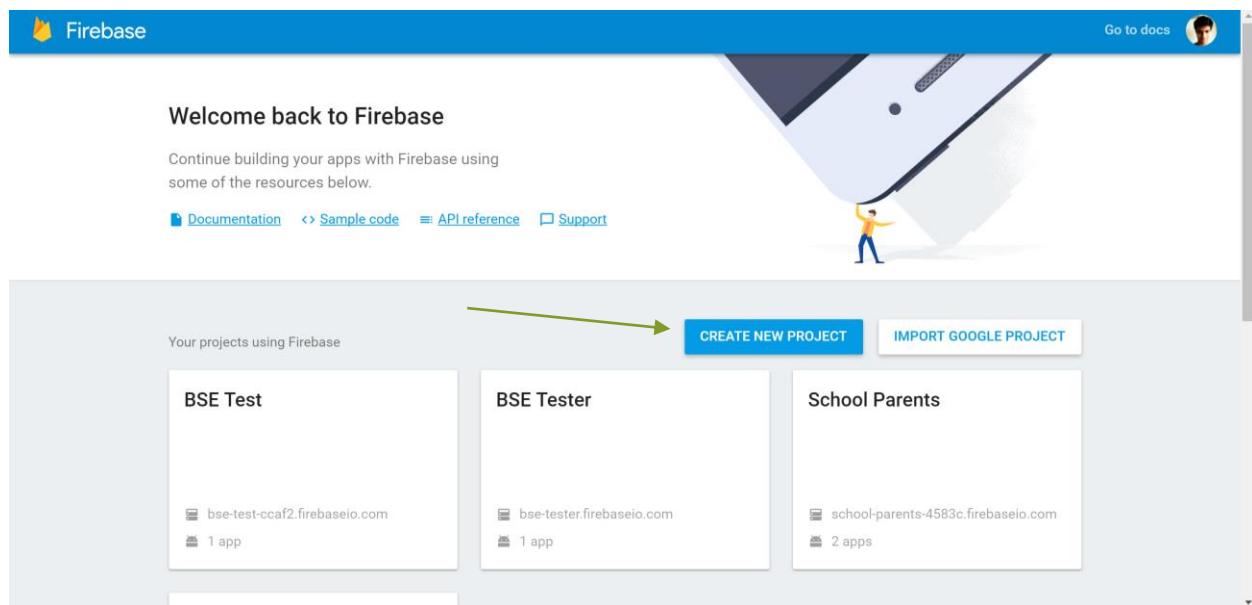 Firebase
Go to docs
Welcome back to Firebase
Continue building your apps with Firebase using
some of the resources below.
Documentation <> Sample code API reference Support
Your projects using Firebase
CREATE NEW PROJECT
IMPORT GOOGLE PROJECT
BSE Test
BSE Tester
School Parents
bse-test-ccaf2.firebaseio.com
bse-tester.firebaseio.com
school-parents-4583c.firebaseio.com
1 app
1 app
2 apps